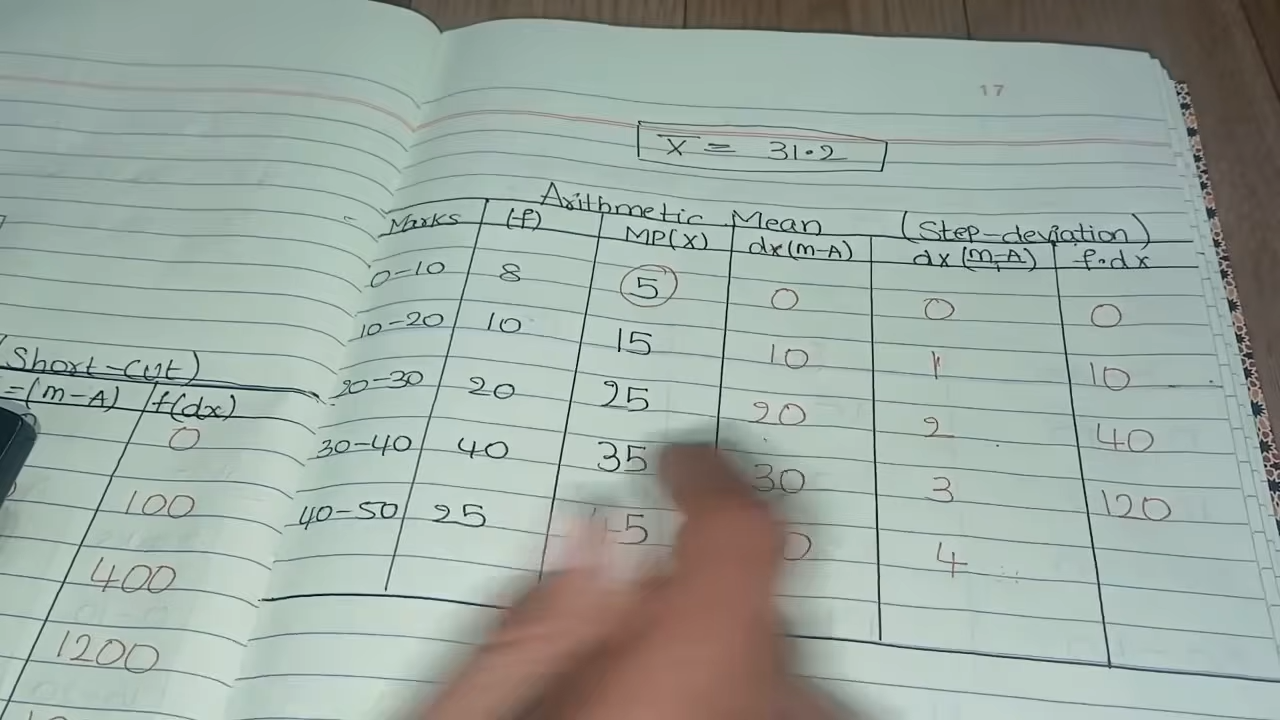 17
X̄ = 31.2
Arithmetic Mean (Step-deviation)
Marks (f) MP(X) dx(m-A) dx(m-A) f.dx
0-10 8 5 0 0 0
10-20 10 15 10 1 10
20-30 20 25 20 2 40
30-40 40 35 30 3 120
40-50 25 4
(Short-cut)
=(m-A) f(dx)
0
100
400
1200